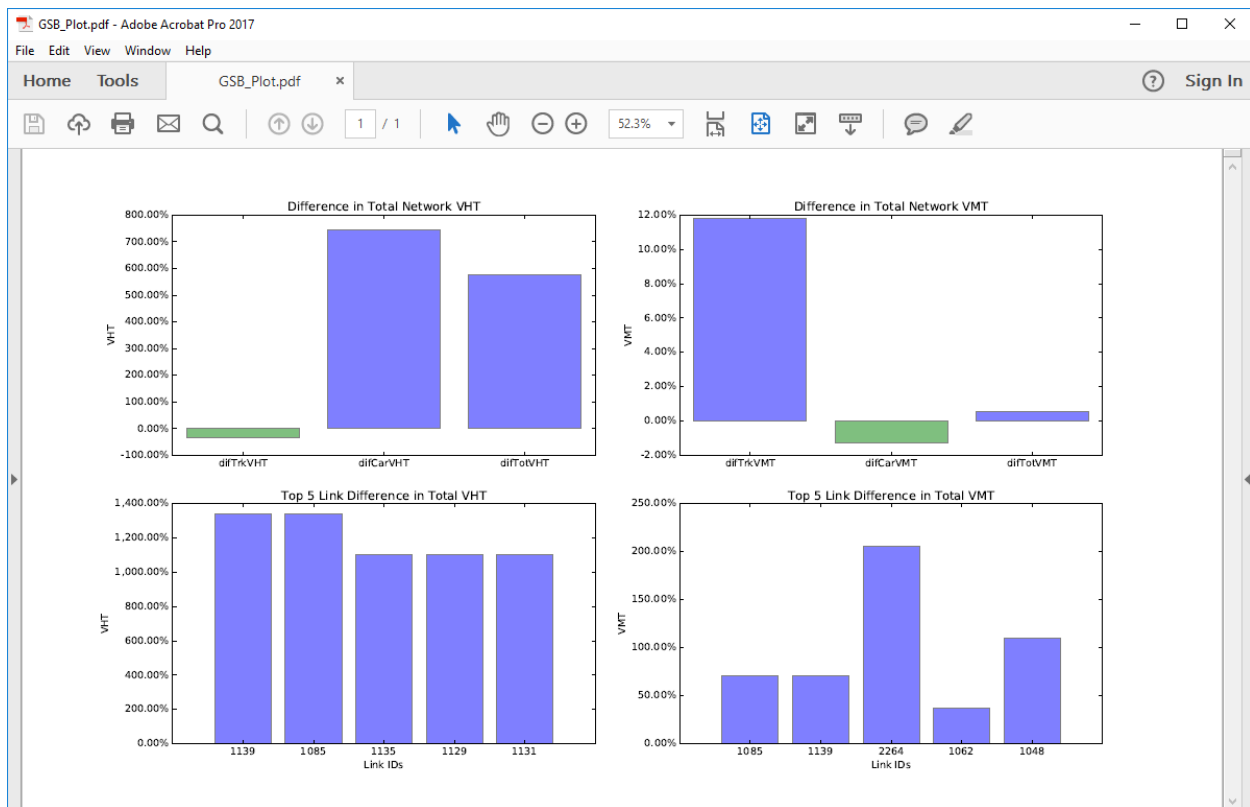 GSB_Plot.pdf - Adobe Acrobat Pro 2017
File Edit View Window Help
Home Tools GSB_Plot.pdf × ? Sign In
1 / 1 52.3%
Difference in Total Network VHT
800.00%
700.00%
600.00%
500.00%
400.00%
300.00%
200.00%
100.00%
0.00%
-100.00%
VHT
difTrkVHT difCarVHT difTotVHT
Difference in Total Network VMT
12.00%
10.00%
8.00%
6.00%
4.00%
2.00%
0.00%
-2.00%
VMT
difTrkVMT difCarVMT difTotVMT
Top 5 Link Difference in Total VHT
1,400.00%
1,200.00%
1,000.00%
800.00%
600.00%
400.00%
200.00%
0.00%
VHT
1139 1085 1135 1129 1131
Link IDs
Top 5 Link Difference in Total VMT
250.00%
200.00%
150.00%
100.00%
50.00%
0.00%
VMT
1085 1139 2264 1062 1048
Link IDs